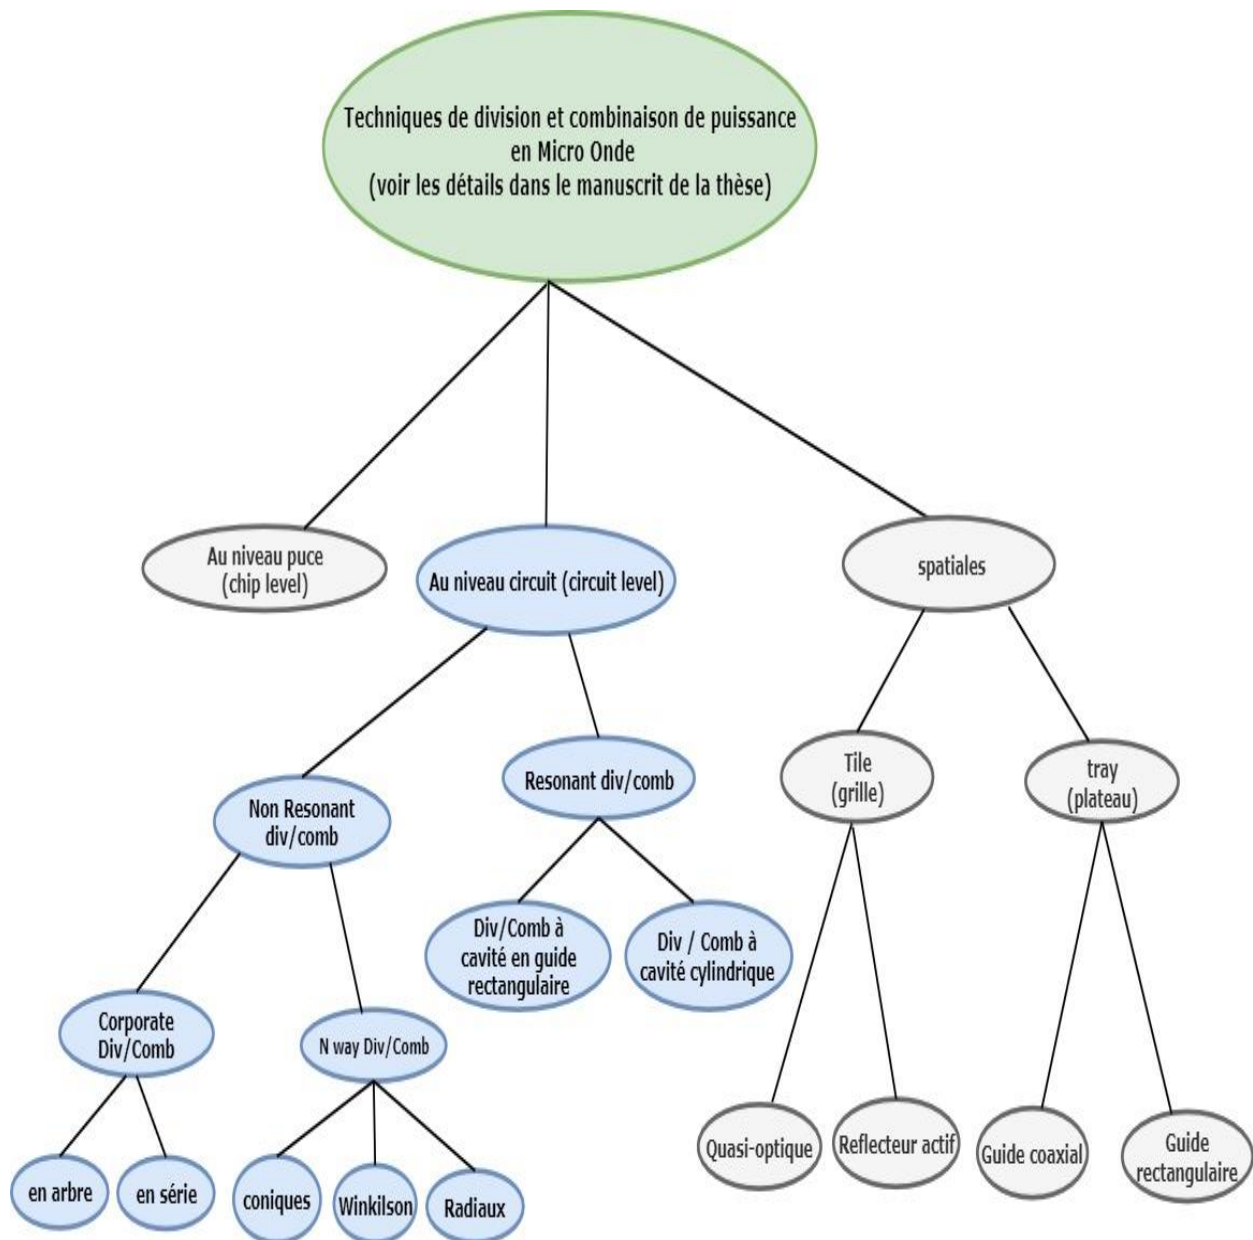 Techniques de division et combinaison de puissance
en Micro Onde
(voir les détails dans le manuscrit de la thèse)
Au niveau puce
(chip level)
Au niveau circuit (circuit level)
spatiales
Non Resonant
div/comb
Resonant div/comb
Tile
(grille)
tray
(plateau)
Div/Comb à
cavité en guide
rectangulaire
Div / Comb à
cavité cylindrique
Corporate
Div/Comb
N way Div/Comb
Quasi-optique
Reflecteur actif
Guide coaxial
Guide
rectangulaire
en arbre
en série
coniques
Winkilson
Radiaux